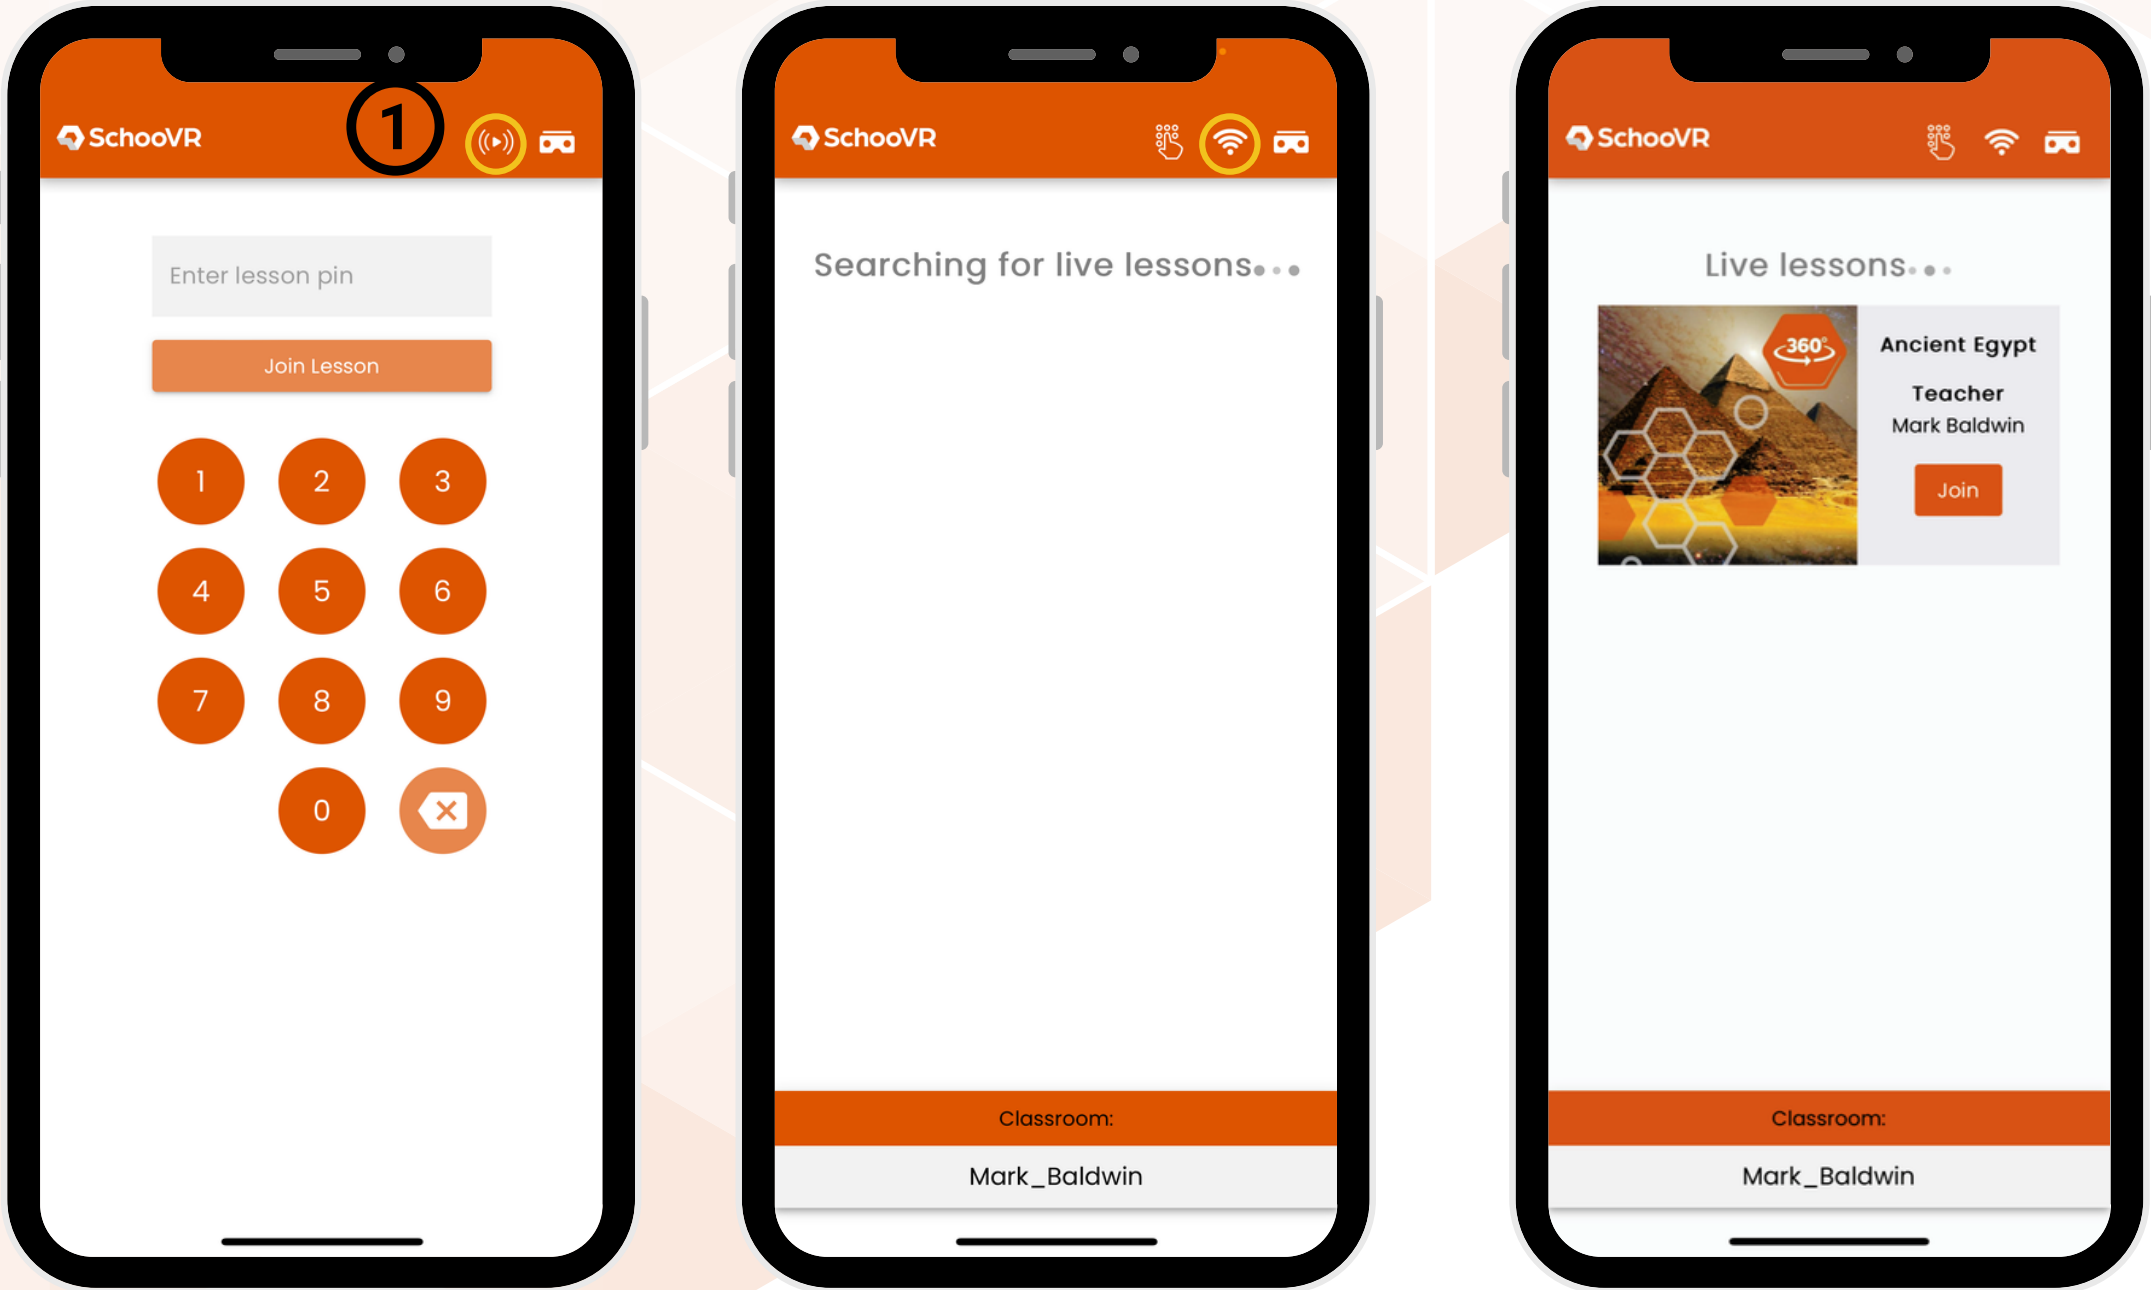 SchooVR
1
Enter lesson pin
Join Lesson
1 2 3
4 5 6
7 8 9
0
SchooVR
Searching for live lessons...
Classroom:
Mark_Baldwin
SchooVR
Live lessons...
360°
Ancient Egypt
Teacher
Mark Baldwin
Join
Classroom:
Mark_Baldwin